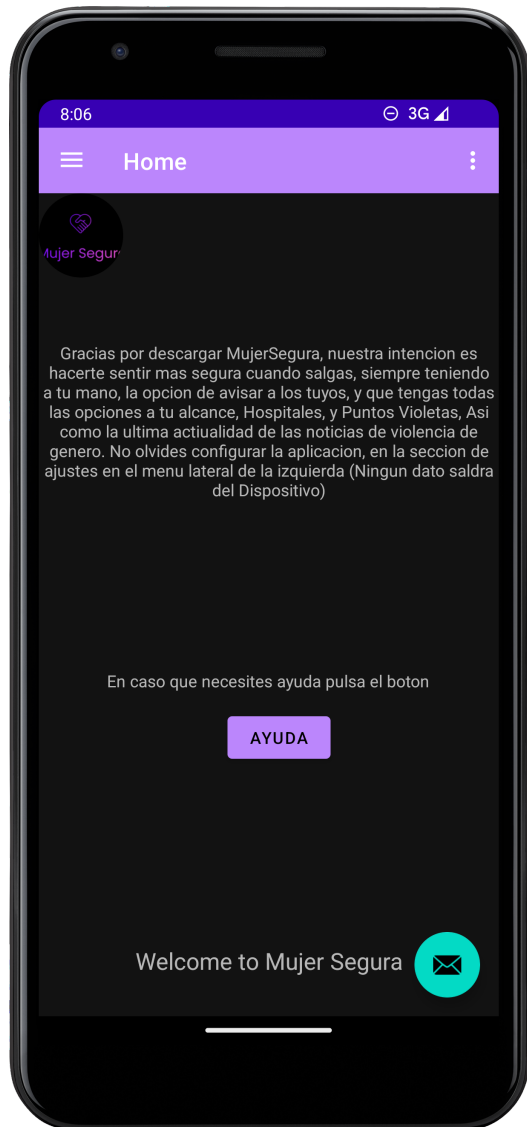 8:06
3G
Home
Mujer Segura
Gracias por descargar MujerSegura, nuestra intencion es
hacerte sentir mas segura cuando salgas, siempre teniendo
a tu mano, la opcion de avisar a los tuyos, y que tengas todas
las opciones a tu alcance, Hospitales, y Puntos Violetas, Asi
como la ultima actiualidad de las noticias de violencia de
genero. No olvides configurar la aplicacion, en la seccion de
ajustes en el menu lateral de la izquierda (Ningun dato saldra
del Dispositivo)
En caso que necesites ayuda pulsa el boton
AYUDA
Welcome to Mujer Segura